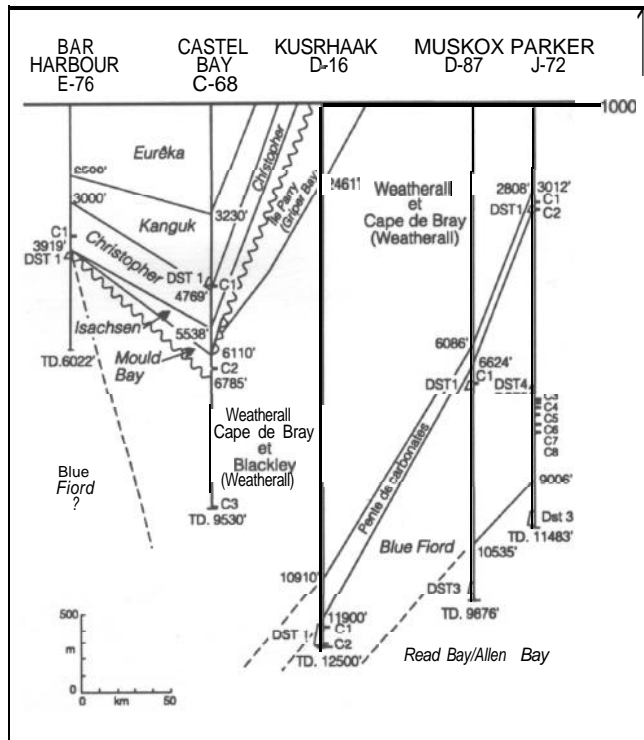 BAR
HARBOUR
E-76
CASTEL
BAY
C-68
KUSRHAAK
D-16
MUSKOX
D-87
PARKER
J-72
1000
Eurêka
3000'
Kanguk
3230'
C1
3919'
DST 1
Christopher
DST 1
C1
4769'
Isachsen
5538'
Mould
Bay
6110'
C2
6785'
TD.6022'
Christopher
Ile Parry
(Griper Bay)
2461'
Weatherall
et
Cape de Bray
(Weatherall)
2808'
3012'
DST1
C1
C2
6086'
6624'
DST1
C1
DST4
C4
C5
C6
C7
C8
Weatherall
Cape de Bray
et
Blackley
(Weatherall)
C3
TD. 9530'
Blue
Fiord
?
Pente de carbonates
Blue Fiord
9006'
Dst 3
TD. 11483'
10535'
DST3
TD. 9876'
10910'
11900'
DST 1
C1
C2
TD. 12500'
Read Bay/Allen Bay
500
m
0
0
km
50